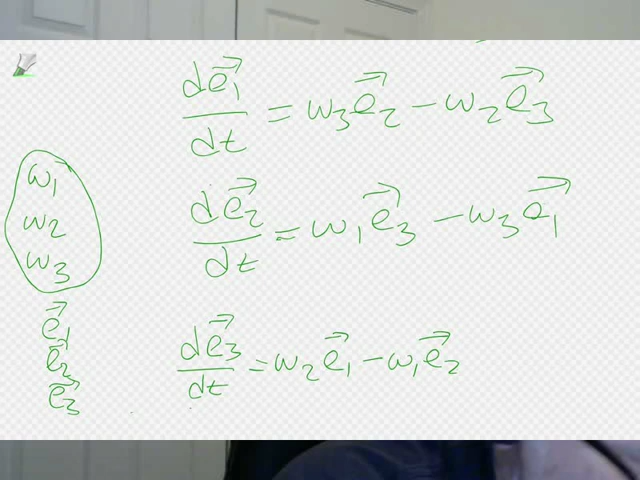 de⃗1/dt = w3e⃗2 - w2e⃗3
w1
w2
w3
de⃗2/dt = w1e⃗3 - w3e⃗1
e⃗1
e⃗2
e⃗3
de⃗3/dt = w2e⃗1 - w1e⃗2